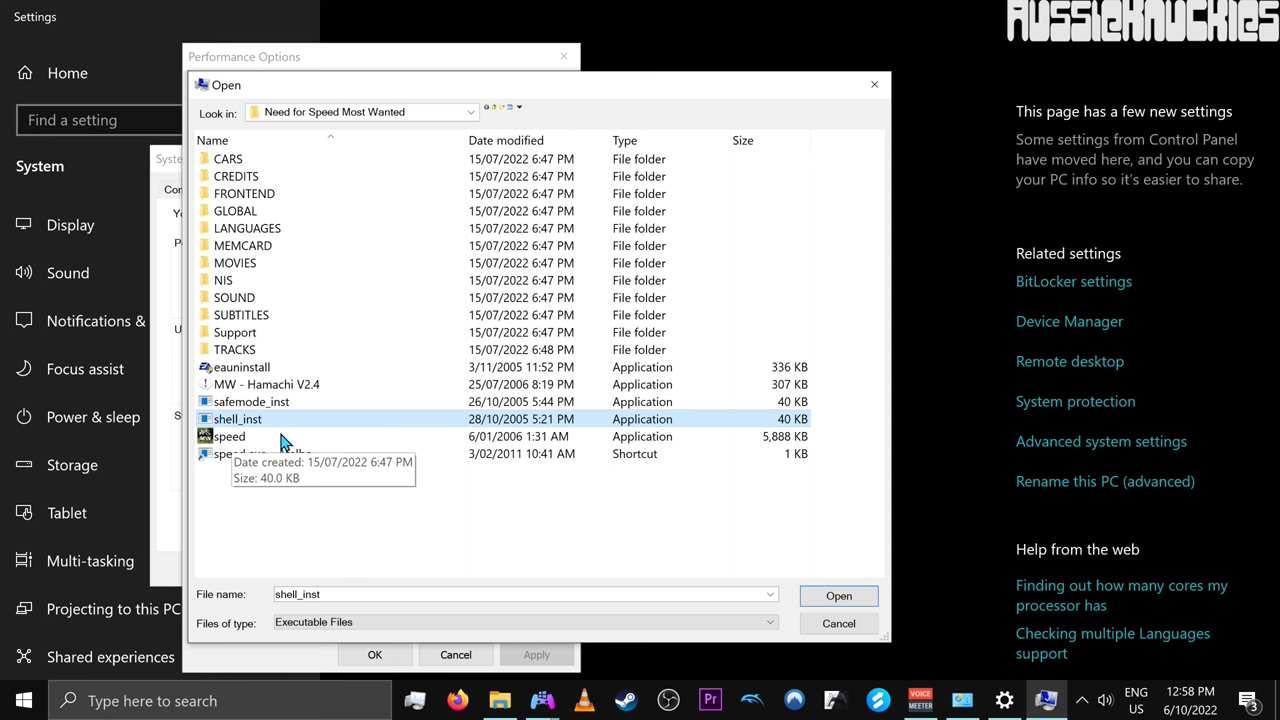 Settings
AUSSIEKNUCKLES
Performance Options
Home
Open
Look in:
Need for Speed Most Wanted
Find a setting
This page has a few new settings
Some settings from Control Panel
have moved here, and you can copy
your PC info so it's easier to share.
Name
Date modified
Type
Size
CARS 15/07/2022 6:47 PM File folder
System
Syste
CREDITS 15/07/2022 6:47 PM File folder
Con
FRONTEND 15/07/2022 6:47 PM File folder
GLOBAL 15/07/2022 6:47 PM File folder
Display
LANGUAGES 15/07/2022 6:47 PM File folder
MEMCARD 15/07/2022 6:47 PM File folder
MOVIES 15/07/2022 6:47 PM File folder
Sound
NIS 15/07/2022 6:47 PM File folder
SOUND 15/07/2022 6:47 PM File folder
SUBTITLES 15/07/2022 6:47 PM File folder
Notifications &
Support 15/07/2022 6:47 PM File folder
TRACKS 15/07/2022 6:48 PM File folder
Focus assist
eauninstall 3/11/2005 11:52 PM Application 336 KB
MW - Hamachi V2.4 25/07/2006 8:19 PM Application 307 KB
safemode_inst 26/10/2005 5:44 PM Application 40 KB
Power & sleep
shell_inst 28/10/2005 5:21 PM Application 40 KB
speed 6/01/2006 1:31 AM Application 5,888 KB
3/02/2011 10:41 AM Shortcut 1 KB
Date created: 15/07/2022 6:47 PM
Size: 40.0 KB
Storage
Tablet
Multi-tasking
Projecting to this PC
Shared experiences
File name:
shell_inst
Open
Files of type:
Executable Files
Cancel
OK
Cancel
Apply
Related settings
BitLocker settings
Device Manager
Remote desktop
System protection
Advanced system settings
Rename this PC (advanced)
Help from the web
Finding out how many cores my
processor has
Checking multiple Languages
support
Type here to search
Pr
VOICE
MEETER
ENG
US
12:58 PM
6/10/2022
3